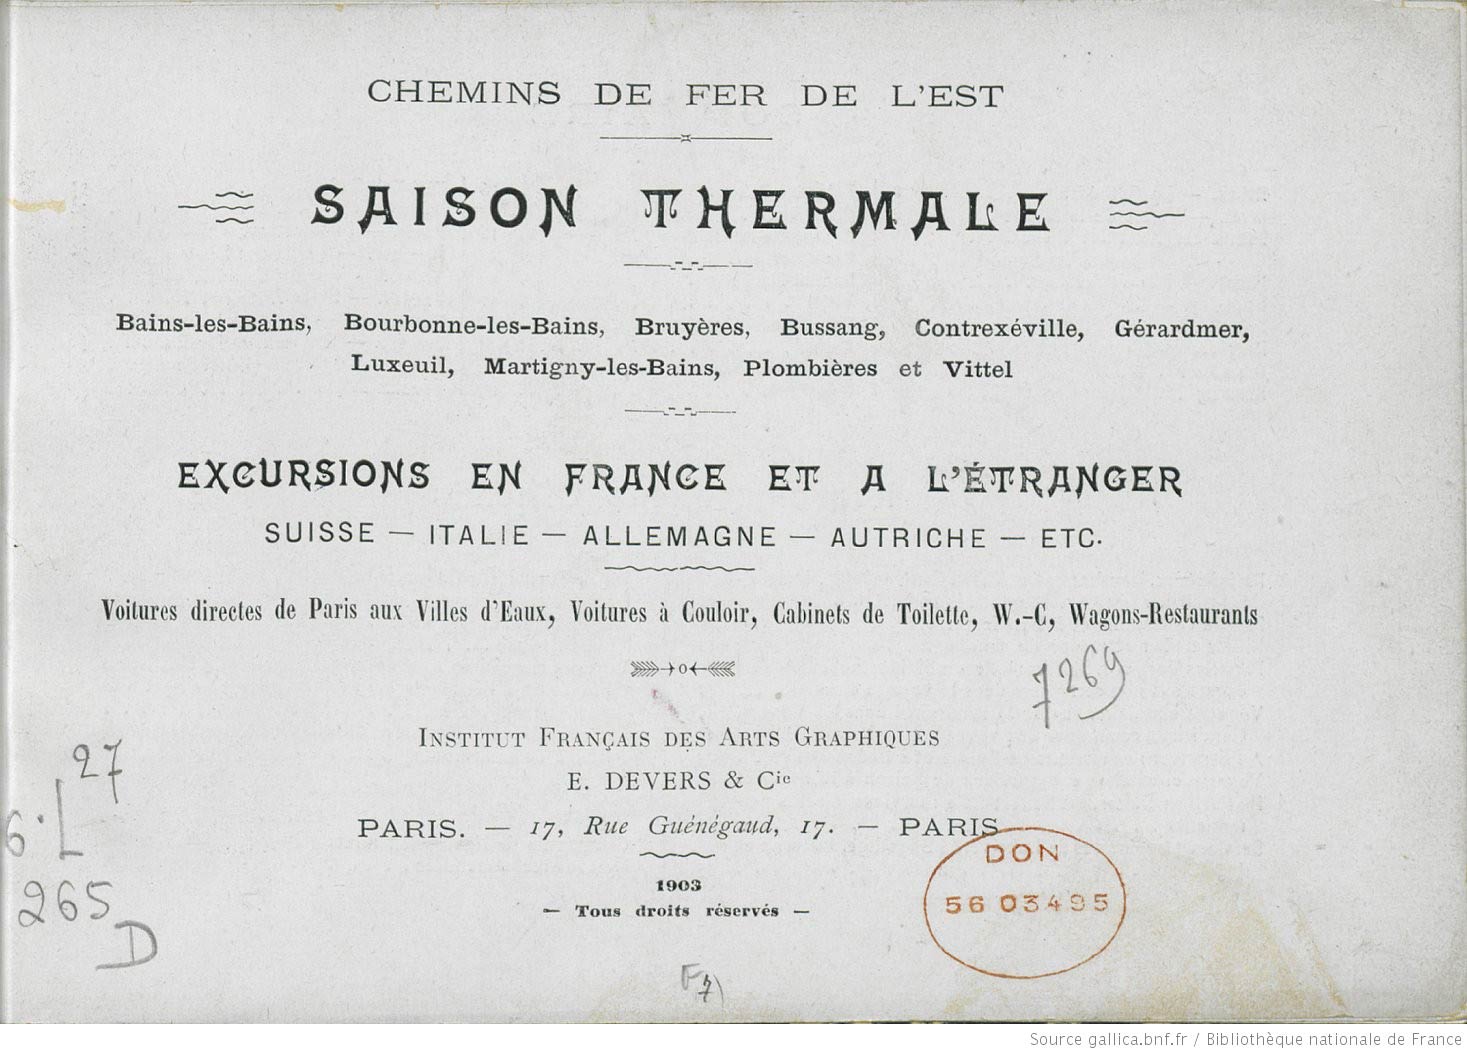 CHEMINS DE FER DE L'EST
SAISON THERMALE
Bains-les-Bains, Bourbonne-les-Bains, Bruyères, Bussang, Contrexéville, Gérardmer,
Luxeuil, Martigny-les-Bains, Plombières et Vittel
EXCURSIONS EN FRANCE ET A L'ÉTRANGER
SUISSE — ITALIE — ALLEMAGNE — AUTRICHE — ETC.
Voitures directes de Paris aux Villes d'Eaux, Voitures à Couloir, Cabinets de Toilette, W.-C, Wagons-Restaurants
7269
INSTITUT FRANÇAIS DES ARTS GRAPHIQUES
E. DEVERS & Cie
PARIS. — 17, Rue Guénégaud, 17. — PARIS
1903
— Tous droits réservés —
27
6. L
265
D
DON
56 03495
F7
Source gallica.bnf.fr / Bibliothèque nationale de France